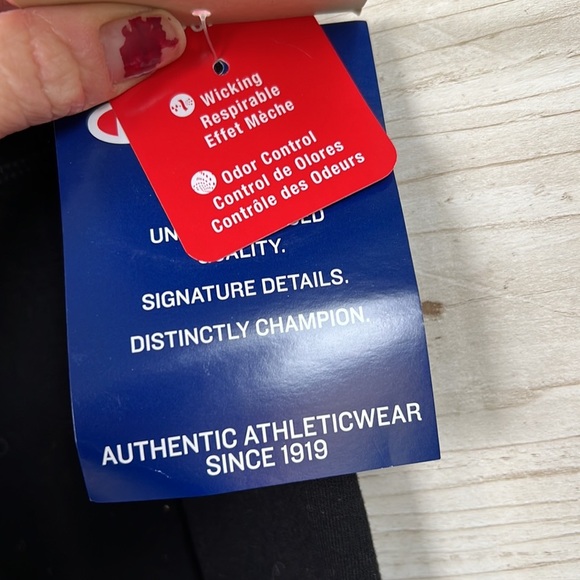 Wicking
Respirable
Effet Mèche
Odor Control
Control de Olores
Contrôle des Odeurs
SIGNATURE DETAILS.
DISTINCTLY CHAMPION.
AUTHENTIC ATHLETICWEAR
SINCE 1919